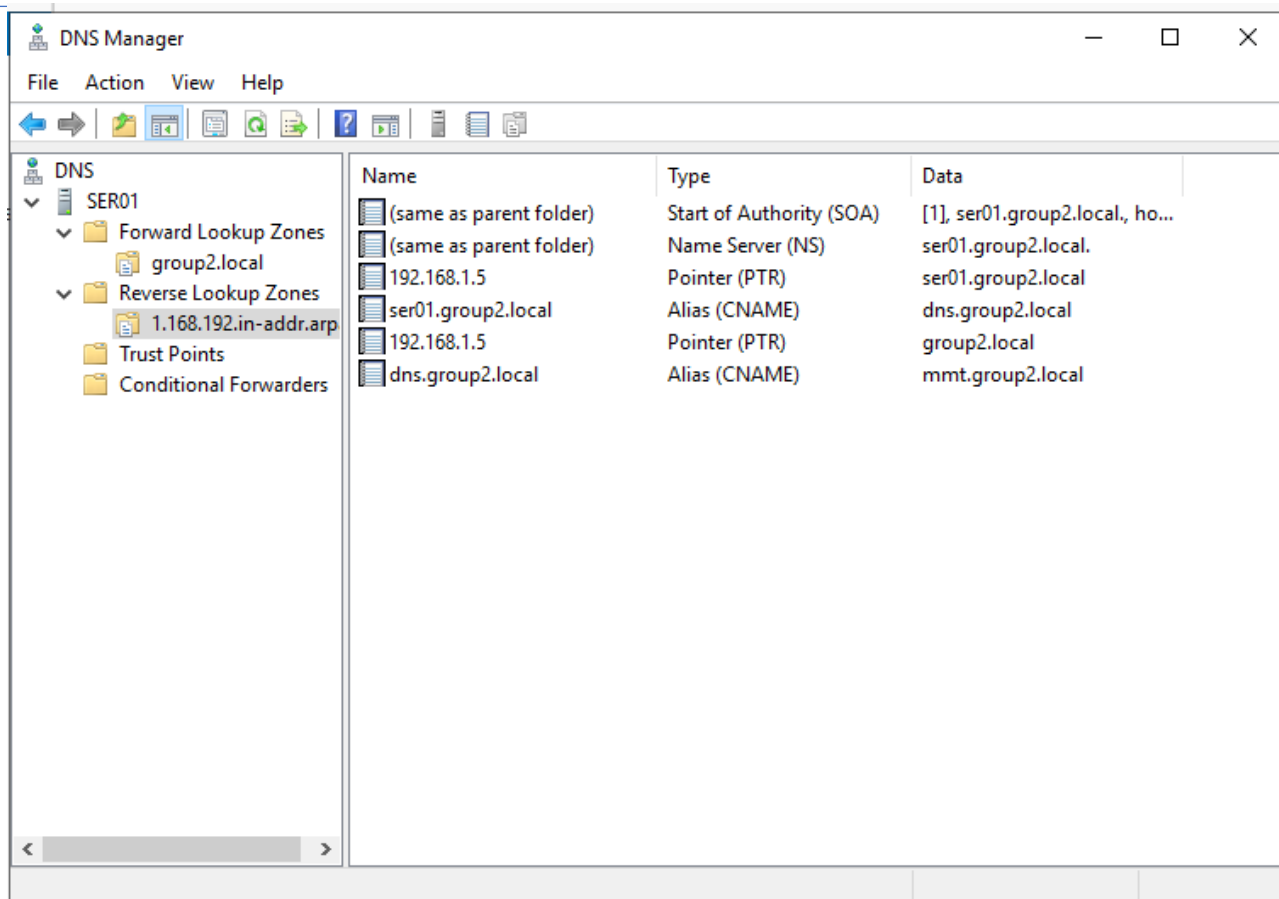 DNS Manager
File Action View Help
DNS
SER01
Forward Lookup Zones
group2.local
Reverse Lookup Zones
1.168.192.in-addr.arp
Trust Points
Conditional Forwarders
Name Type Data
(same as parent folder) Start of Authority (SOA) [1], ser01.group2.local., ho...
(same as parent folder) Name Server (NS) ser01.group2.local.
192.168.1.5 Pointer (PTR) ser01.group2.local
ser01.group2.local Alias (CNAME) dns.group2.local
192.168.1.5 Pointer (PTR) group2.local
dns.group2.local Alias (CNAME) mmt.group2.local